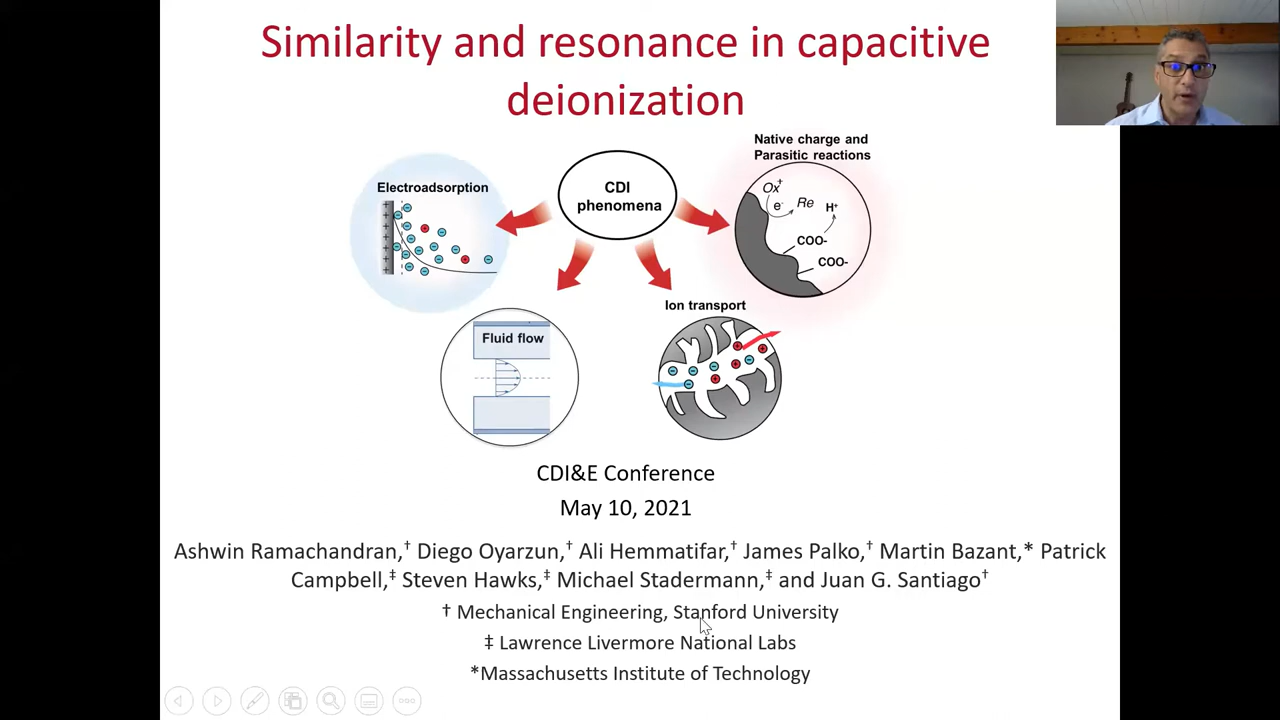 Similarity and resonance in capacitive
deionization
Native charge and
Parasitic reactions
Electroadsorption
CDI
phenomena
Ox+
e-
Re
H+
COO-
COO-
Fluid flow
Ion transport
CDI&E Conference
May 10, 2021
Ashwin Ramachandran,† Diego Oyarzun,† Ali Hemmatifar,† James Palko,† Martin Bazant,* Patrick
Campbell,‡ Steven Hawks,‡ Michael Stadermann,‡ and Juan G. Santiago†
† Mechanical Engineering, Stanford University
‡ Lawrence Livermore National Labs
*Massachusetts Institute of Technology